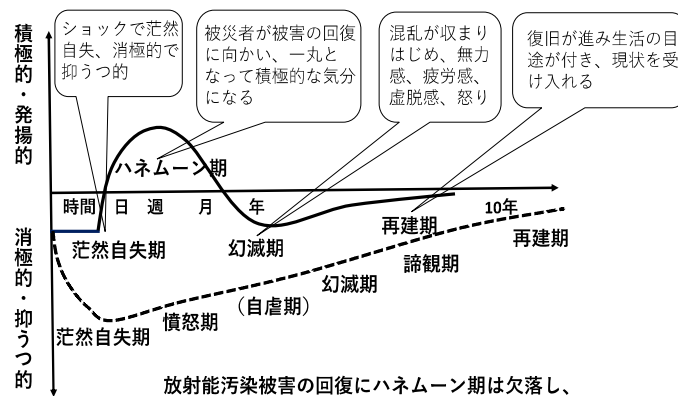 積極的・発揚的
ショックで茫然
自失、消極的で
抑うつ的
被災者が被害の回復
に向かい、一丸と
なって積極的な気分
になる
混乱が収まり
はじめ、無力
感、疲労感、
虚脱感、怒り
復旧が進み生活の目
途が付き、現状を受
け入れる
ハネムーン期
時間 日 週 月 年 10年
消極的・抑うつ的
茫然自失期
幻滅期
再建期
再建期
諦観期
幻滅期
（自虐期）
憤怒期
茫然自失期
放射能汚染被害の回復にハネムーン期は欠落し、